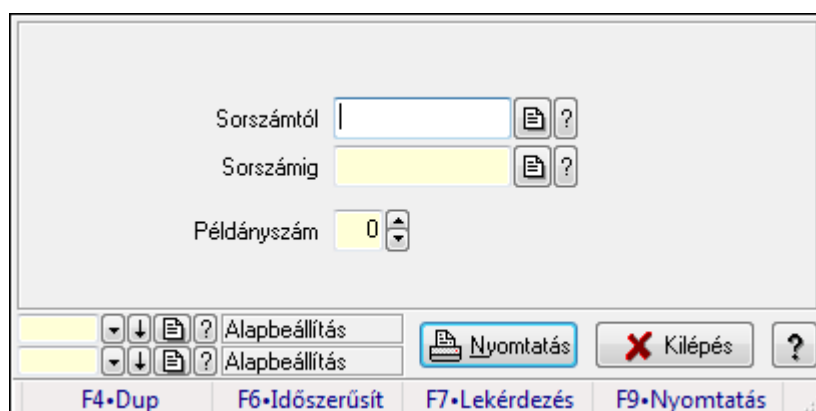 Sorszámtól ?
Sorszámig ?
Példányszám 0
? Alapbeállítás
? Alapbeállítás
Nyomtatás Kilépés ?
F4•Dup F6•Időszerűsít F7•Lekérdezés F9•Nyomtatás